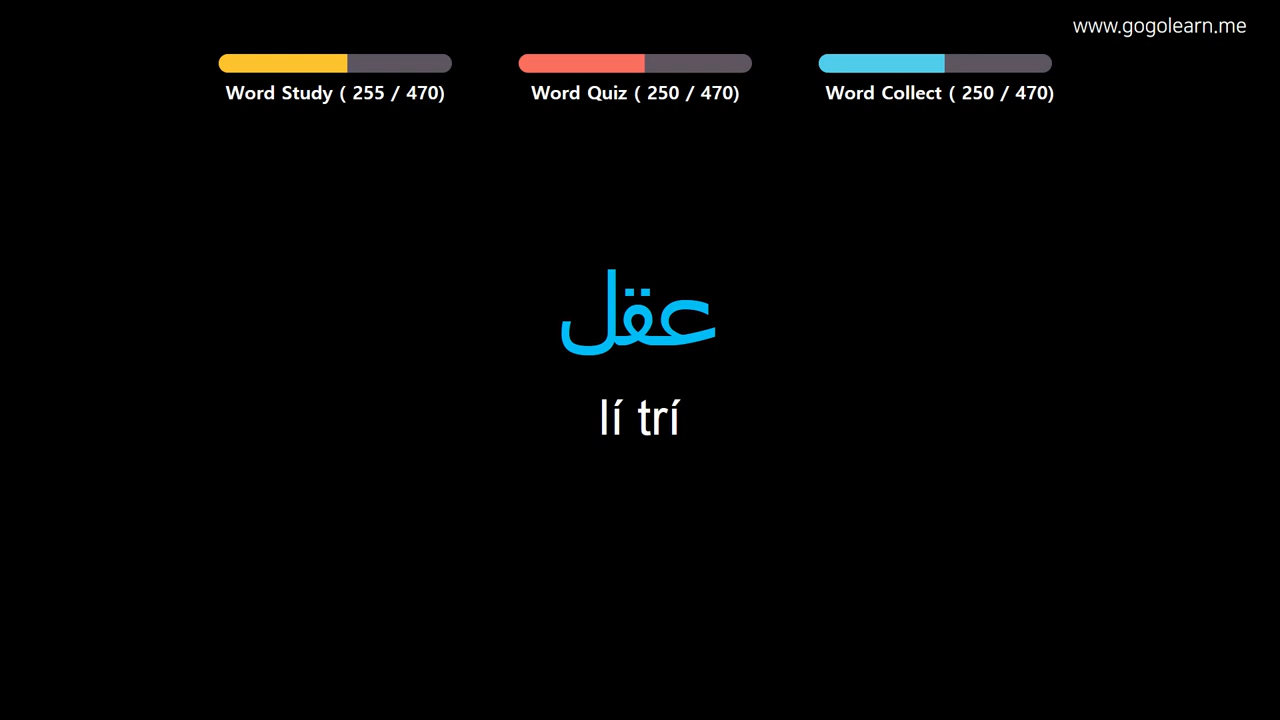 www.gogolearn.me
Word Study ( 255 / 470)
Word Quiz ( 250 / 470)
Word Collect ( 250 / 470)
عقل
lí trí